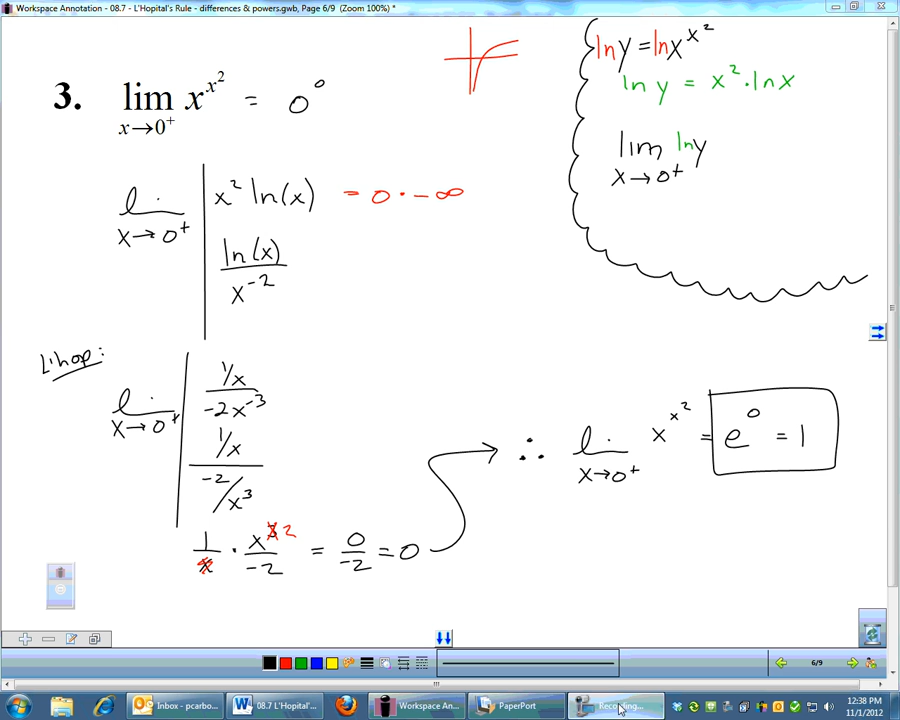 Workspace Annotation - 08.7 - L'Hopital's Rule - differences & powers.gwb, Page 6/9 (Zoom 100%) *
3. lim x→0⁺ x^x² = 0⁰
ln y = ln x^x²
ln y = x² · ln x
lim x→0⁺ ln y
l. x→0⁺
x² ln(x) = 0 · -∞
ln(x)
x⁻²
L'hop:
l. x→0⁺
1/x
-2x⁻³
1/x
-2/x³
1/x · x³ 2/-2 = 0/-2 = 0
∴ l. x→0⁺ x^x² = e⁰ = 1
6/9
Inbox - pcarbo...
08.7 L'Hopital'...
Workspace An...
PaperPort
Recording...
12:38 PM
11/1/2012